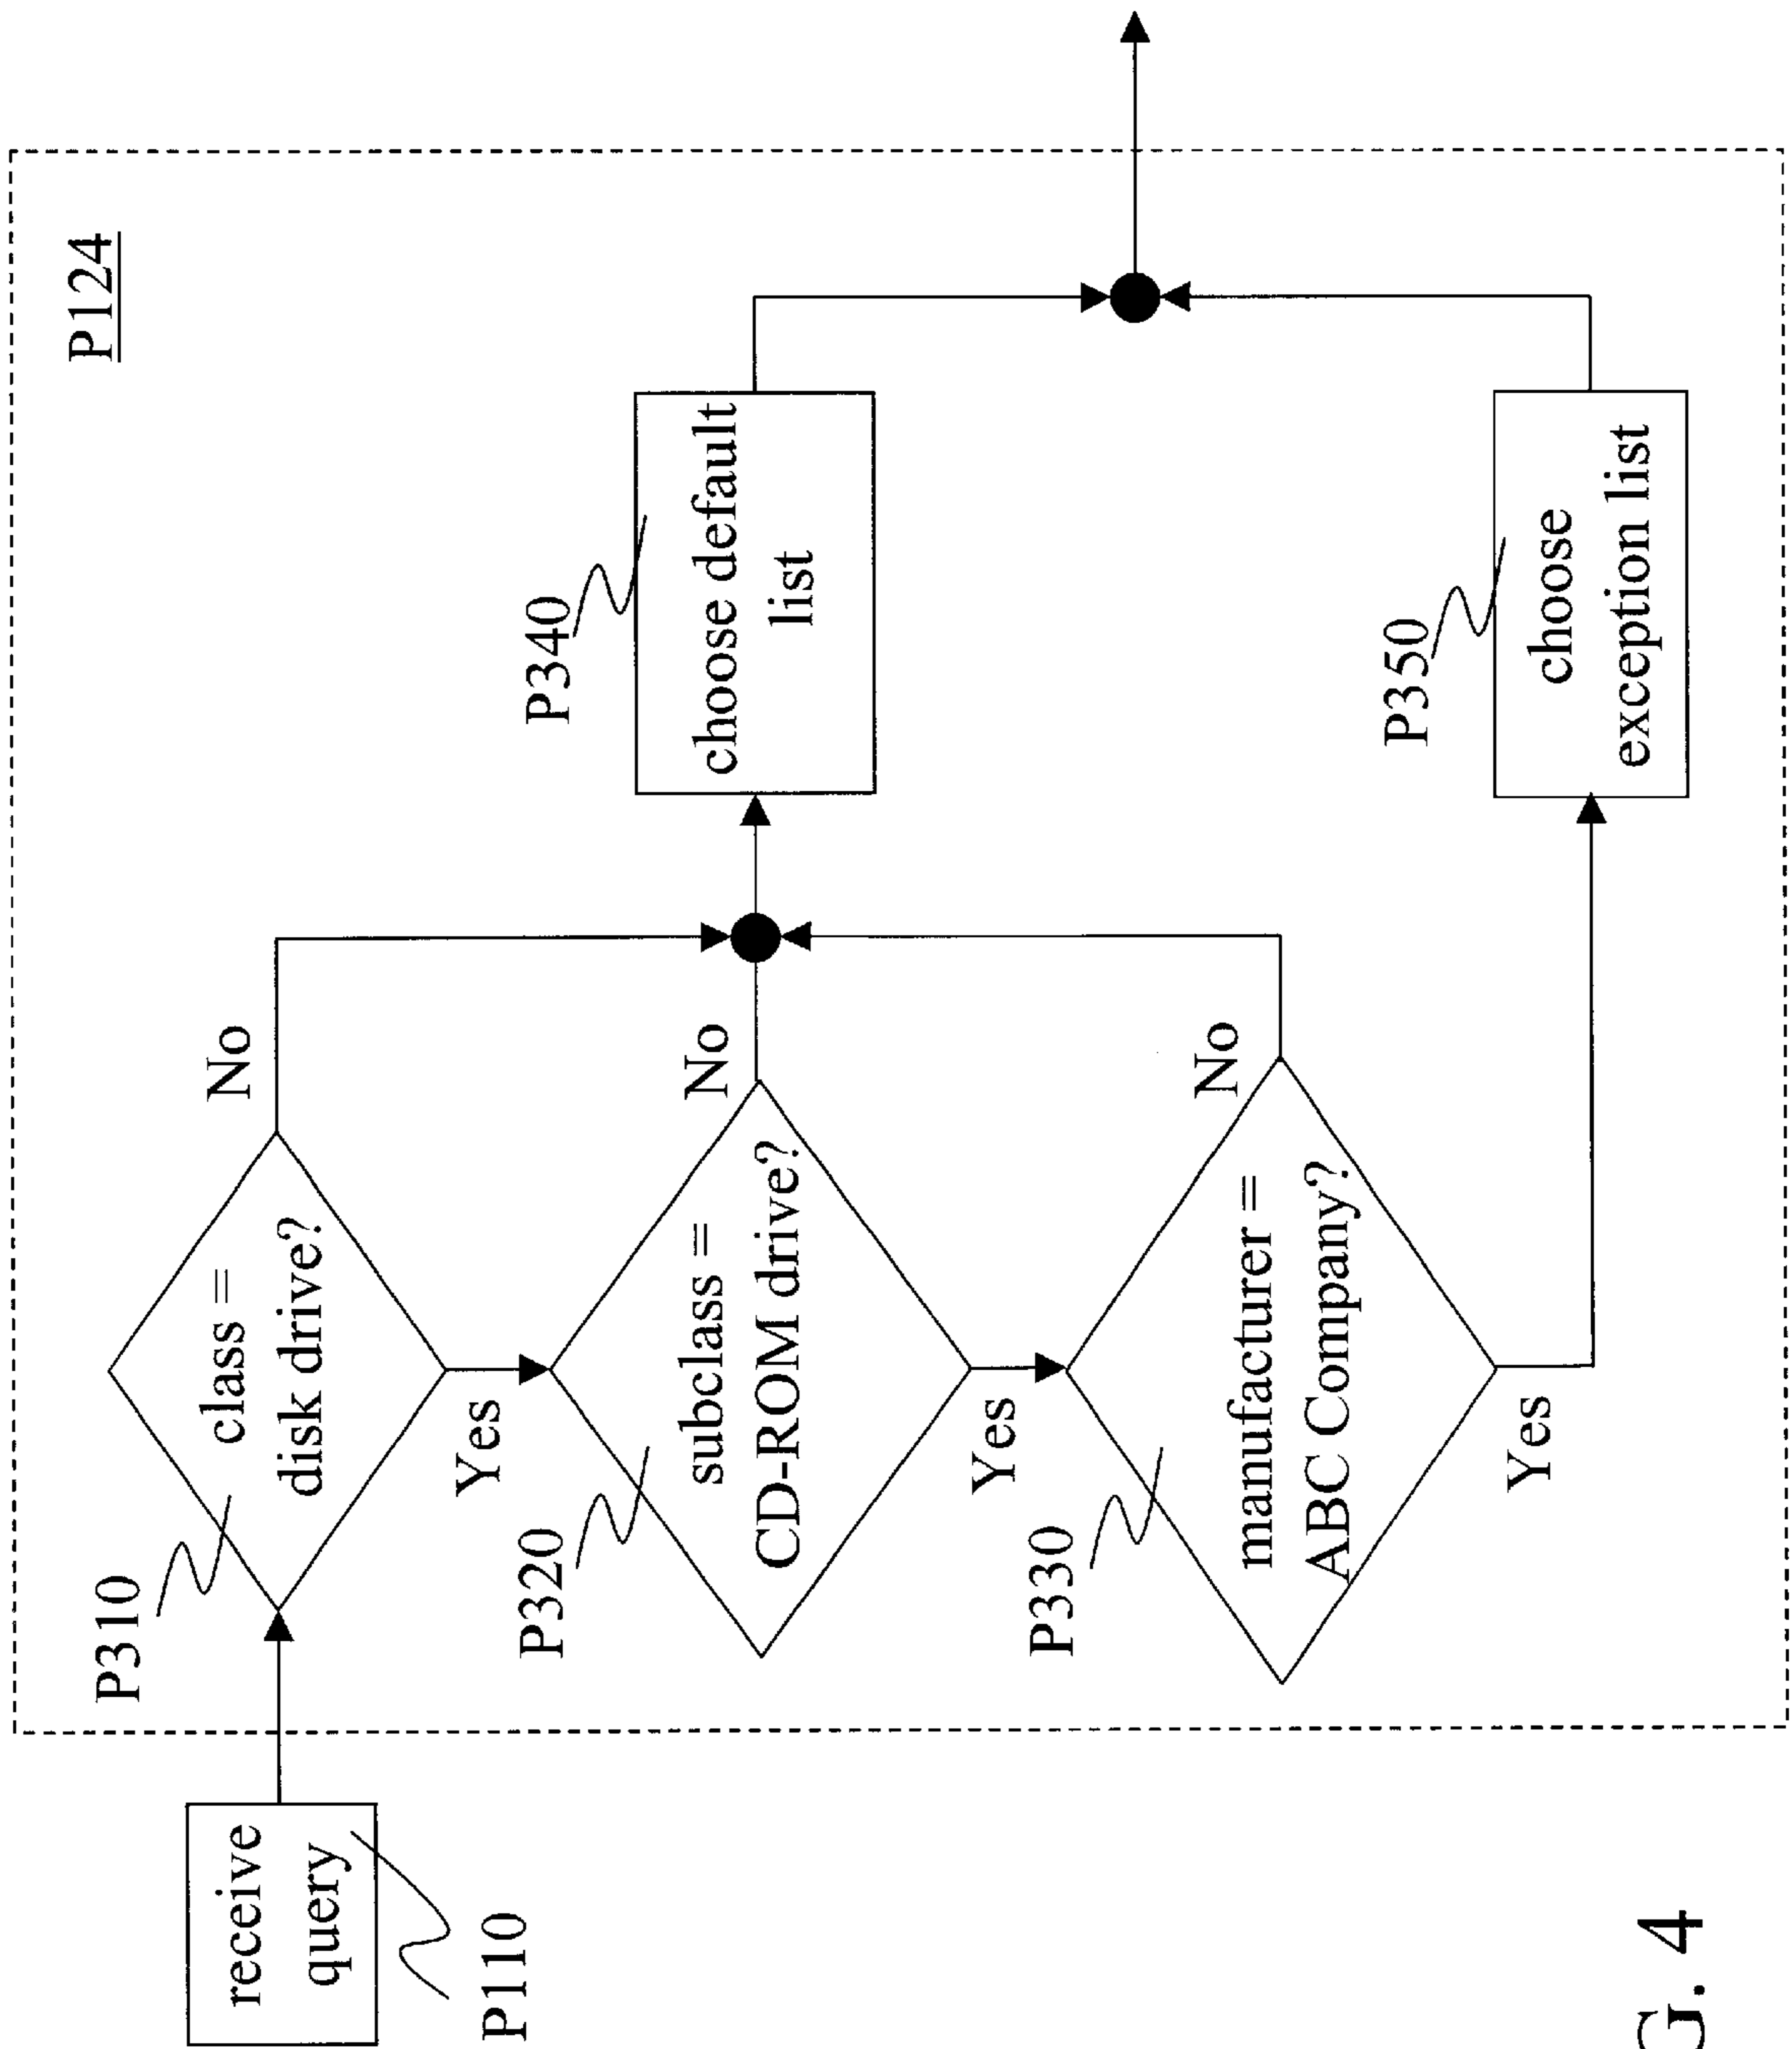 P124
receive
query
P110
P310
class =
disk drive?
No
Yes
P320
subclass =
CD-ROM drive?
No
Yes
P330
manufacturer =
ABC Company?
No
Yes
P340
choose default
list
P350
choose
exception list
G. 4